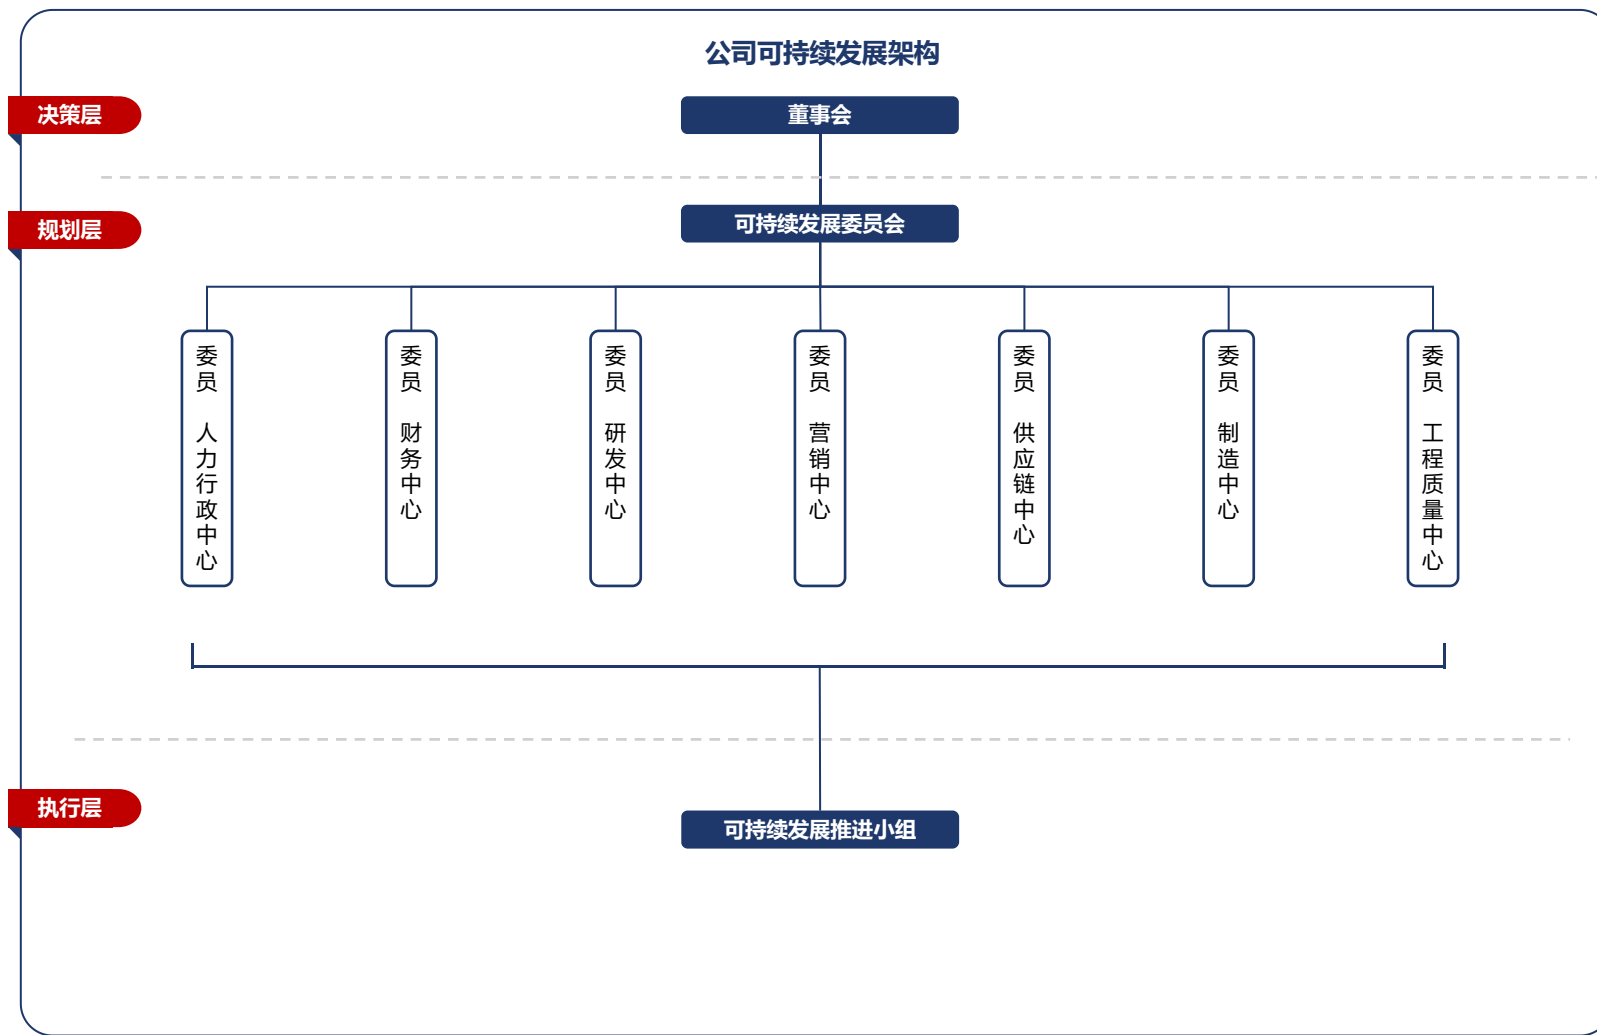 公司可持续发展架构
决策层
董事会
规划层
可持续发展委员会
委员 人力行政中心
委员 财务中心
委员 研发中心
委员 营销中心
委员 供应链中心
委员 制造中心
委员 工程质量中心
执行层
可持续发展推进小组